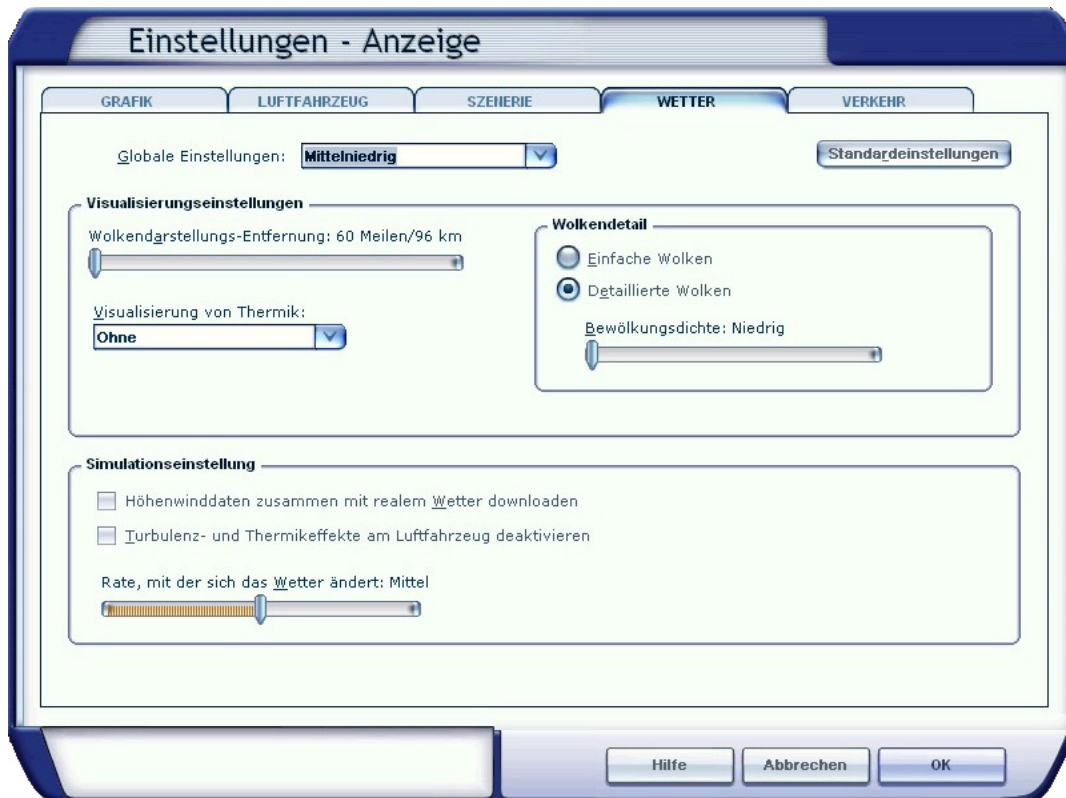 Einstellungen - Anzeige
GRAFIK
LUFTFAHRZEUG
SZENERIE
WETTER
VERKEHR
Globale Einstellungen: Mittelniedrig
Standardeinstellungen
Visualisierungseinstellungen
Wolkendarstellungs-Entfernung: 60 Meilen/96 km
Visualisierung von Thermik:
Ohne
Wolkendetail
Einfache Wolken
Detaillierte Wolken
Bewölkungsdichte: Niedrig
Simulationseinstellung
Höhenwinddaten zusammen mit realem Wetter downloaden
Turbulenz- und Thermikeffekte am Luftfahrzeug deaktivieren
Rate, mit der sich das Wetter ändert: Mittel
Hilfe
Abbrechen
OK